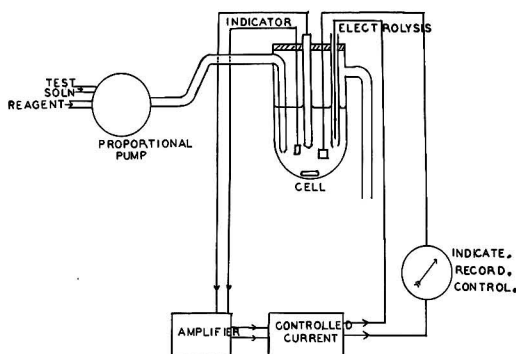 INDICATOR
ELECTROLYSIS
TEST
SOLN
REAGENT
PROPORTIONAL
PUMP
CELL
INDICATE.
RECORD.
CONTROL.
AMPLIFIER
CONTROLLED
CURRENT